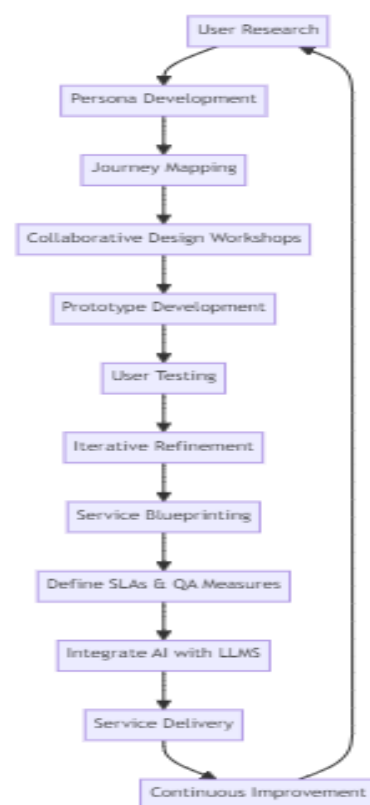 User Research
Persona Development
Journey Mapping
Collaborative Design Workshops
Prototype Development
User Testing
Iterative Refinement
Service Blueprinting
Define SLAs & QA Measures
Integrate AI with LLMS
Service Delivery
Continuous Improvement